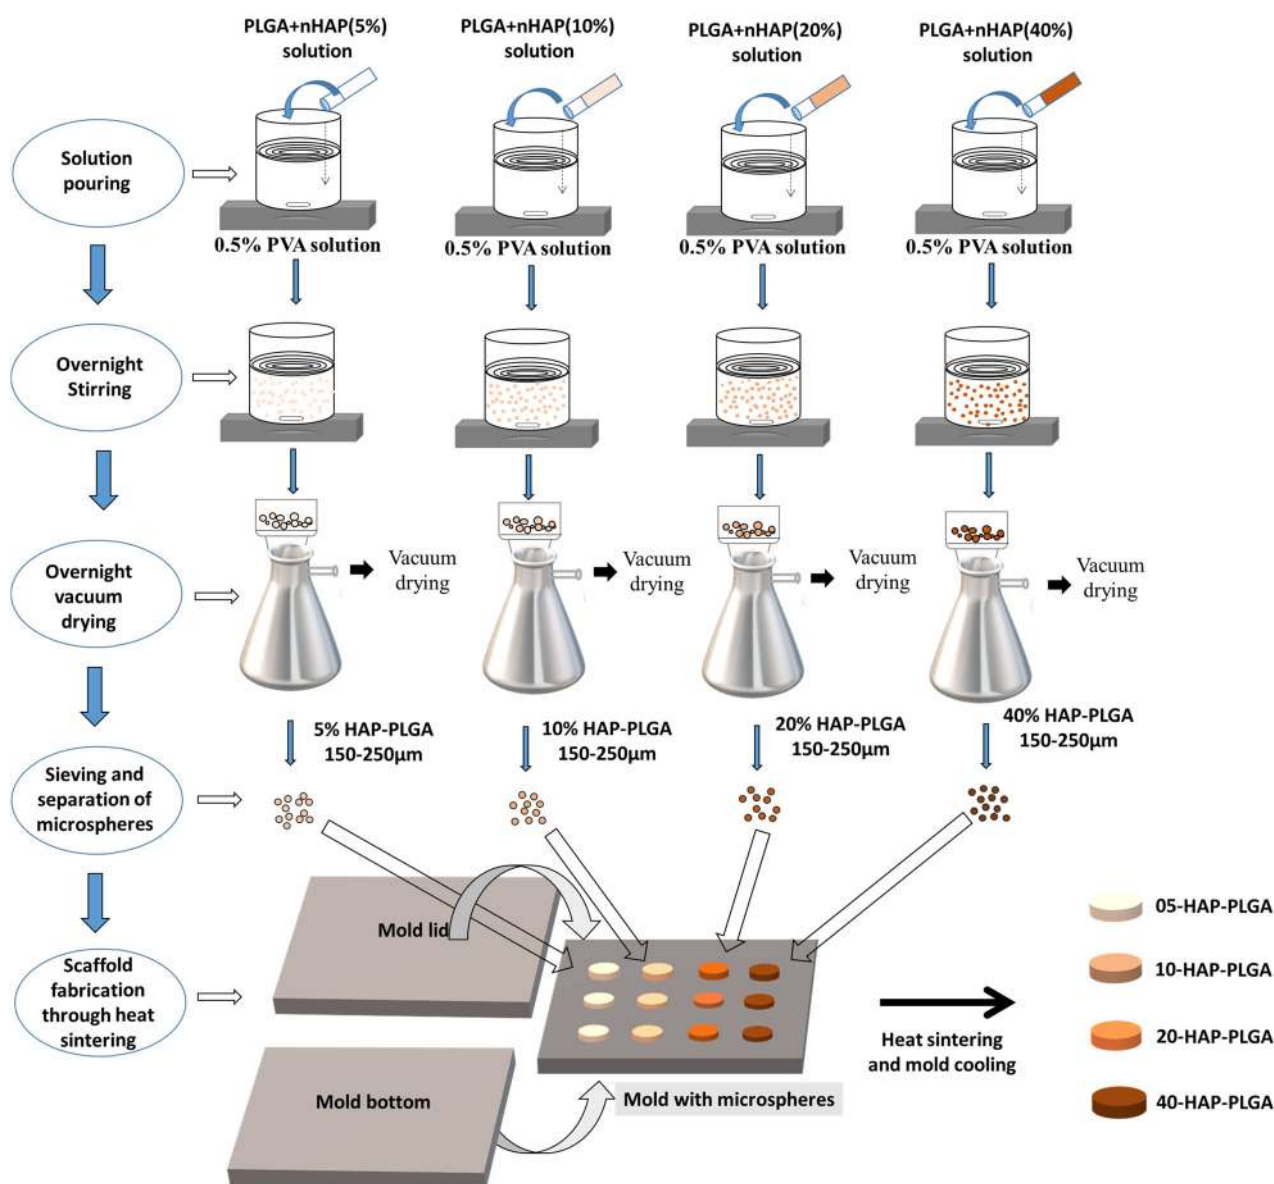 PLGA+nHAP(5%)
solution
PLGA+nHAP(10%)
solution
PLGA+nHAP(20%)
solution
PLGA+nHAP(40%)
solution
Solution
pouring
0.5% PVA solution
0.5% PVA solution
0.5% PVA solution
0.5% PVA solution
Overnight
Stirring
Overnight
vacuum
drying
Vacuum
drying
Vacuum
drying
Vacuum
drying
Vacuum
drying
5% HAP-PLGA
150-250µm
10% HAP-PLGA
150-250µm
20% HAP-PLGA
150-250µm
40% HAP-PLGA
150-250µm
Sieving and
separation of
microspheres
Scaffold
fabrication
through heat
sintering
Mold lid
Mold bottom
Mold with microspheres
Heat sintering
and mold cooling
05-HAP-PLGA
10-HAP-PLGA
20-HAP-PLGA
40-HAP-PLGA